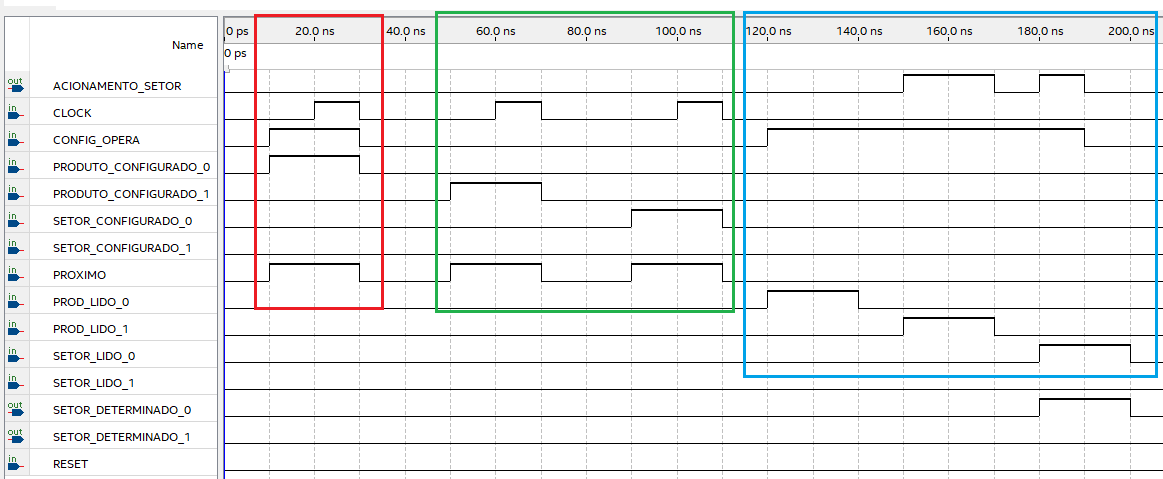 0 ps 20.0 ns 40.0 ns 60.0 ns 80.0 ns 100.0 ns 120.0 ns 140.0 ns 160.0 ns 180.0 ns 200.0 ns
Name
0 ps
out ACIONAMENTO_SETOR
in CLOCK
in CONFIG_OPERA
in PRODUTO_CONFIGURADO_0
in PRODUTO_CONFIGURADO_1
in SETOR_CONFIGURADO_0
in SETOR_CONFIGURADO_1
in PROXIMO
in PROD_LIDO_0
in PROD_LIDO_1
in SETOR_LIDO_0
in SETOR_LIDO_1
out SETOR_DETERMINADO_0
out SETOR_DETERMINADO_1
in RESET